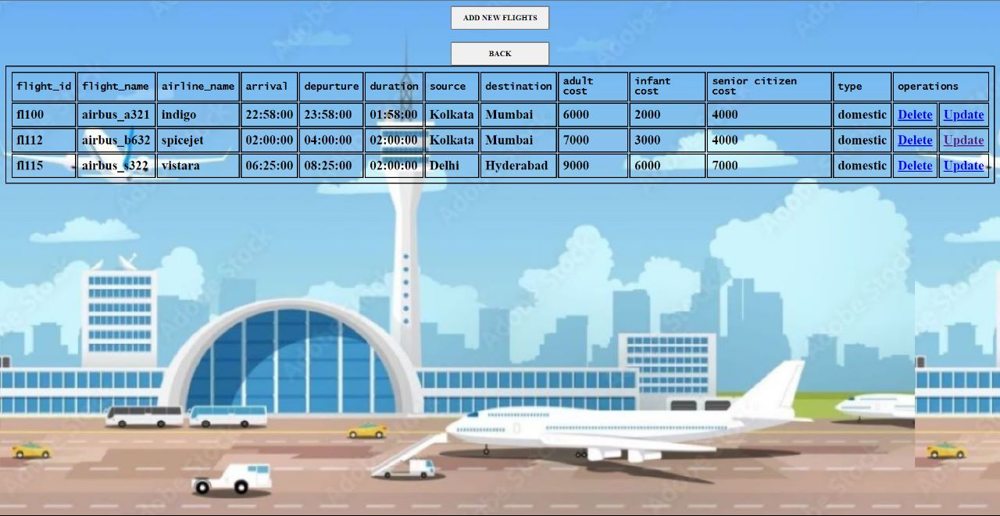 ADD NEW FLIGHTS
BACK
flight_id flight_name airline_name arrival depurture duration source destination adult cost infant cost senior citizen cost type operations
fl100 airbus_a321 indigo 22:58:00 23:58:00 01:58:00 Kolkata Mumbai 6000 2000 4000 domestic Delete Update
fl112 airbus_b632 spicejet 02:00:00 04:00:00 02:00:00 Kolkata Mumbai 7000 3000 4000 domestic Delete Update
fl115 airbus_s322 vistara 06:25:00 08:25:00 02:00:00 Delhi Hyderabad 9000 6000 7000 domestic Delete Update
Adobe Stock